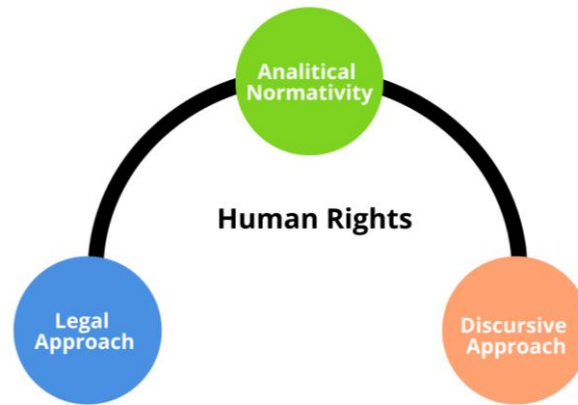 Analitical
Normativity
Human Rights
Legal
Approach
Discursive
Approach